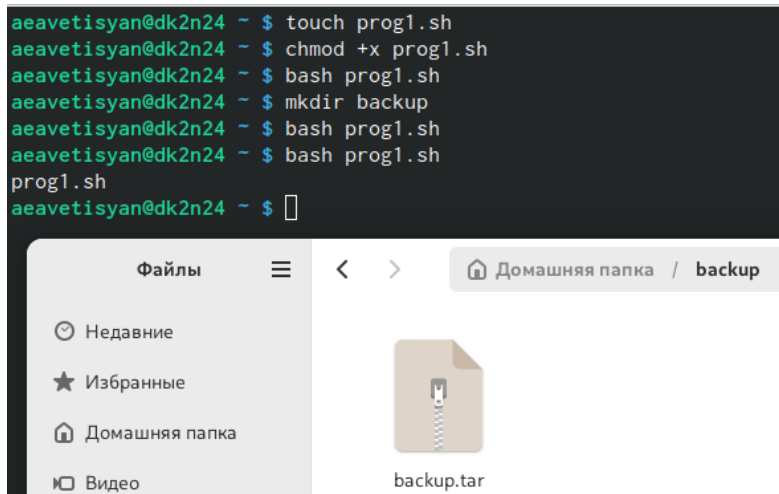 aeavetisyan@dk2n24 ~ $ touch prog1.sh
aeavetisyan@dk2n24 ~ $ chmod +x prog1.sh
aeavetisyan@dk2n24 ~ $ bash prog1.sh
aeavetisyan@dk2n24 ~ $ mkdir backup
aeavetisyan@dk2n24 ~ $ bash prog1.sh
aeavetisyan@dk2n24 ~ $ bash prog1.sh
prog1.sh
aeavetisyan@dk2n24 ~ $
Файлы
Домашняя папка / backup
Недавние
Избранные
Домашняя папка
Видео
backup.tar